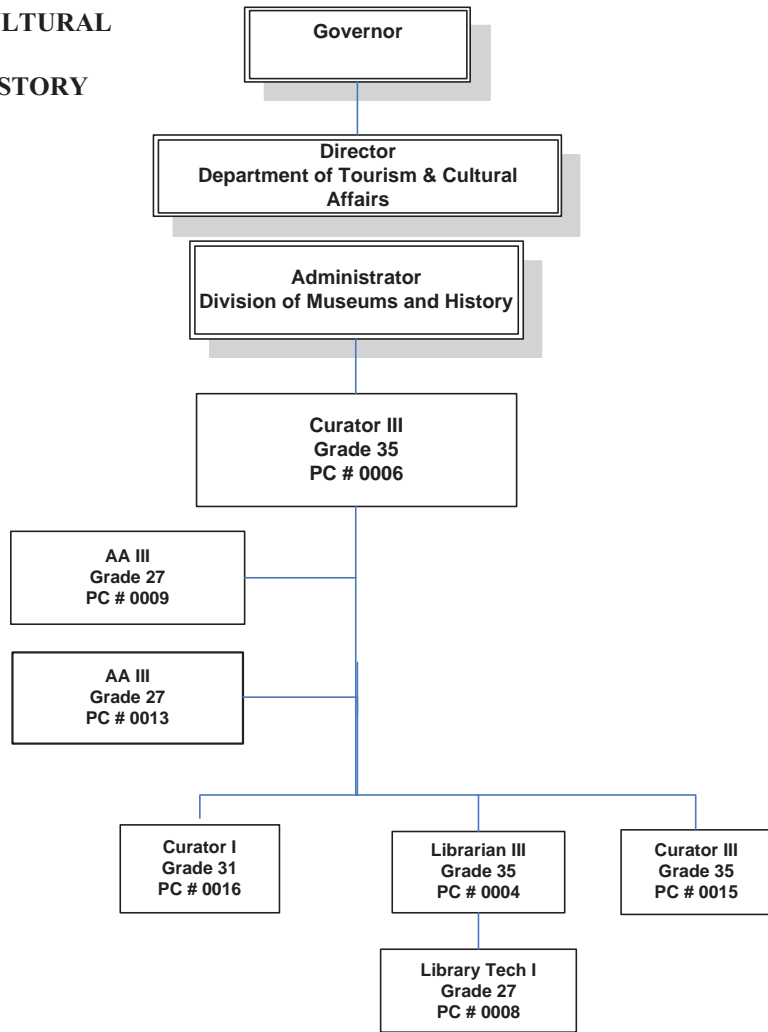 STORY
Governor
Director
Department of Tourism & Cultural
Affairs
Administrator
Division of Museums and History
Curator III
Grade 35
PC # 0006
AA III
Grade 27
PC # 0009
AA III
Grade 27
PC # 0013
Curator I
Grade 31
PC # 0016
Librarian III
Grade 35
PC # 0004
Curator III
Grade 35
PC # 0015
Library Tech I
Grade 27
PC # 0008